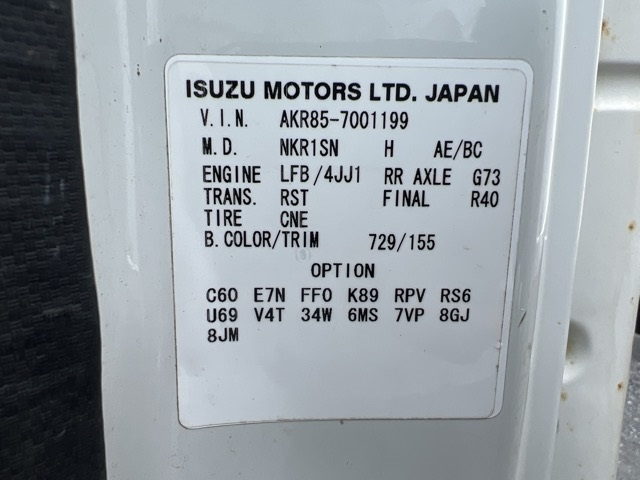 ISUZU MOTORS LTD. JAPAN
V.I.N. AKR85-7001199
M.D. NKR1SN H AE/BC
ENGINE LFB/4JJ1 RR AXLE G73
TRANS. RST FINAL R40
TIRE CNE
B.COLOR/TRIM 729/155
OPTION
C60 E7N FF0 K89 RPV RS6
U69 V4T 34W 6MS 7VP 8GJ
8JM